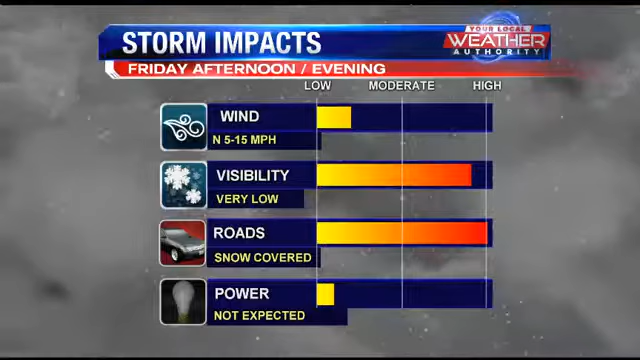 STORM IMPACTS
YOUR LOCAL
WEATHER
AUTHORITY
FRIDAY AFTERNOON / EVENING
LOW MODERATE HIGH
WIND
N 5-15 MPH
VISIBILITY
VERY LOW
ROADS
SNOW COVERED
POWER
NOT EXPECTED